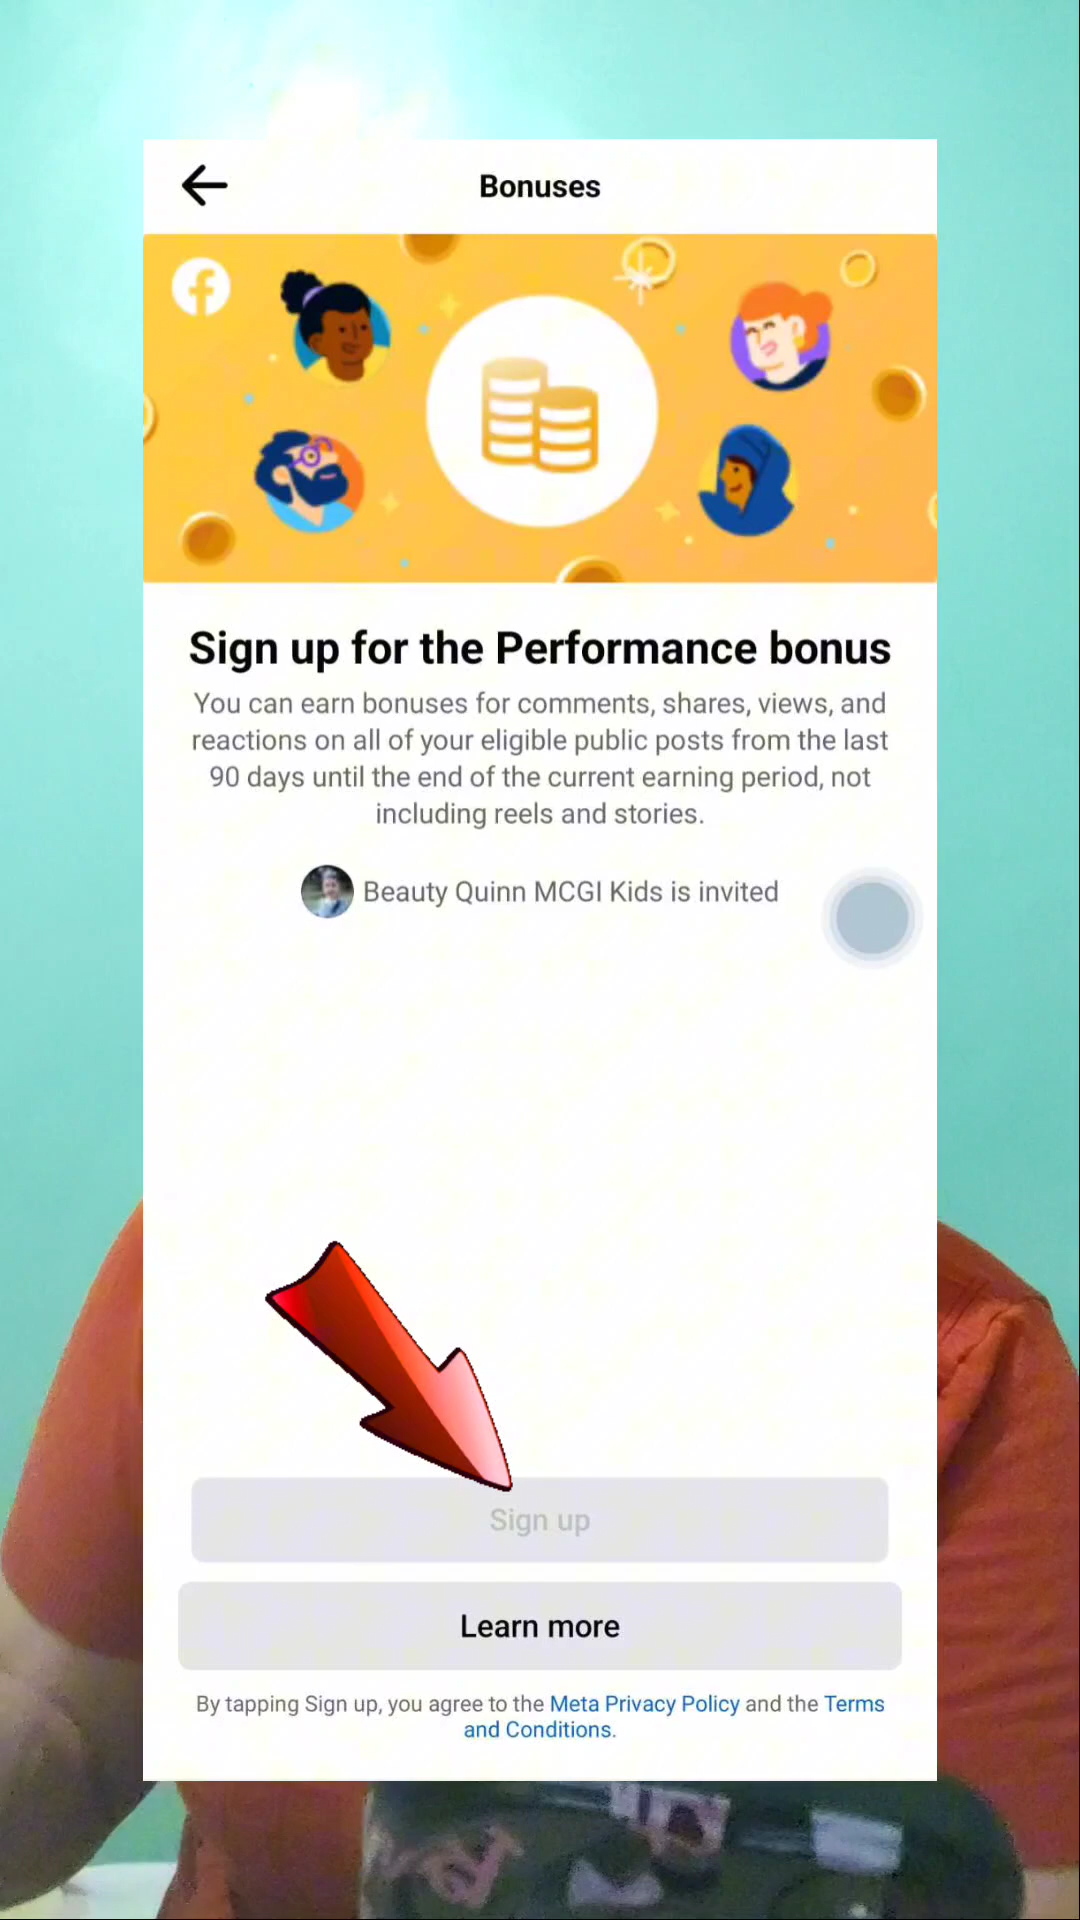 Bonuses
Sign up for the Performance bonus
You can earn bonuses for comments, shares, views, and
reactions on all of your eligible public posts from the last
90 days until the end of the current earning period, not
including reels and stories.
Beauty Quinn MCGI Kids is invited
Sign up
Learn more
By tapping Sign up, you agree to the Meta Privacy Policy and the Terms
and Conditions.